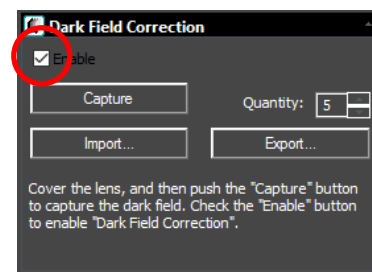 Dark Field Correction
Enable
Capture
Quantity: 5
Import...
Export...
Cover the lens, and then push the "Capture" button
to capture the dark field. Check the "Enable" button
to enable "Dark Field Correction".